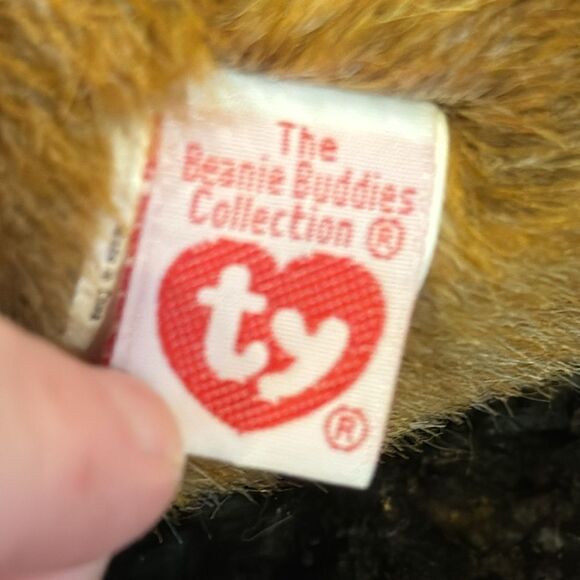 The
Beanie Buddies
Collection ®
ty
®